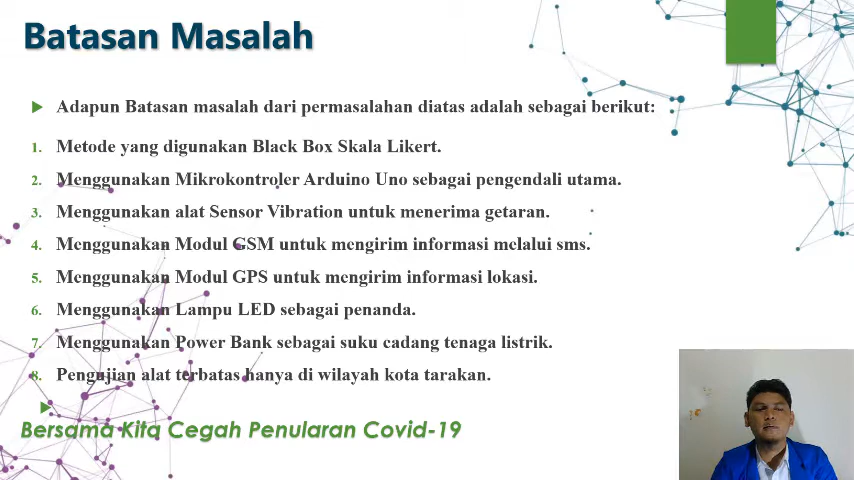 Batasan Masalah
Adapun Batasan masalah dari permasalahan diatas adalah sebagai berikut:
1. Metode yang digunakan Black Box Skala Likert.
2. Menggunakan Mikrokontroler Arduino Uno sebagai pengendali utama.
3. Menggunakan alat Sensor Vibration untuk menerima getaran.
4. Menggunakan Modul GSM untuk mengirim informasi melalui sms.
5. Menggunakan Modul GPS untuk mengirim informasi lokasi.
6. Menggunakan Lampu LED sebagai penanda.
7. Menggunakan Power Bank sebagai suku cadang tenaga listrik.
8. Pengujian alat terbatas hanya di wilayah kota tarakan.
Bersama Kita Cegah Penularan Covid-19